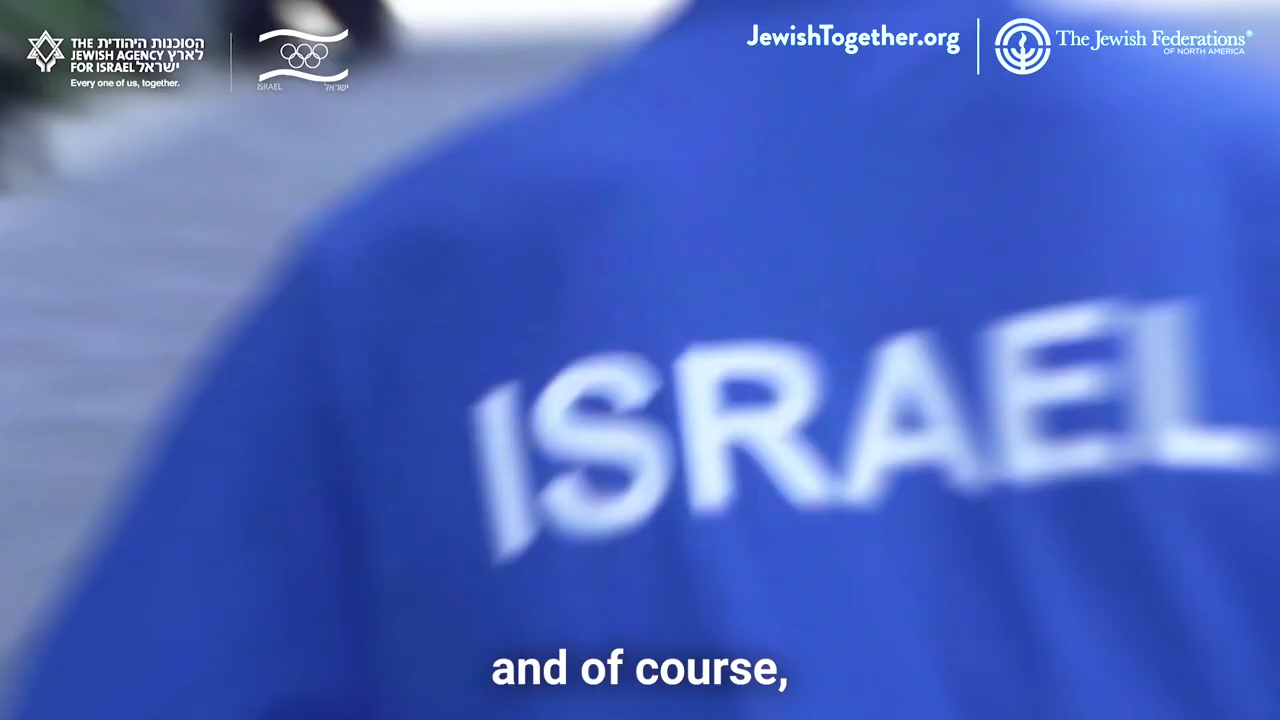 THE הסוכנות היהודית
JEWISH AGENCY לארץ
FOR ISRAEL ישראל
Every one of us, together.
ISRAEL ישראל
JewishTogether.org
The Jewish Federations®
OF NORTH AMERICA
ISRAEL
and of course,